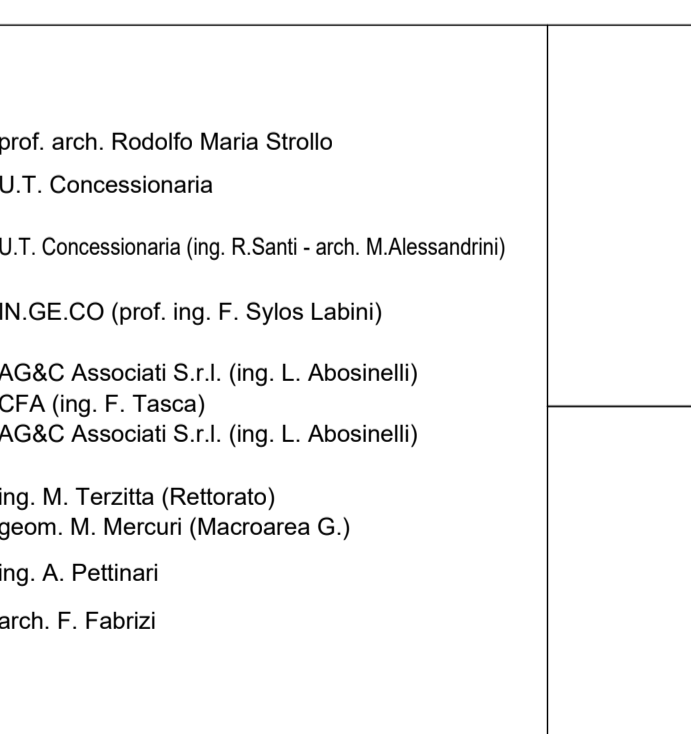 prof. arch. Rodolfo Maria Strollo
U.T. Concessionaria
U.T. Concessionaria (ing. R.Santi - arch. M.Alessandrini)
IN.GE.CO (prof. ing. F. Sylos Labini)
AG&C Associati S.r.l. (ing. L. Abosinelli)
CFA (ing. F. Tasca)
AG&C Associati S.r.l. (ing. L. Abosinelli)
ing. M. Terzitta (Rettorato)
geom. M. Mercuri (Macroarea G.)
ing. A. Pettinari
arch. F. Fabrizi